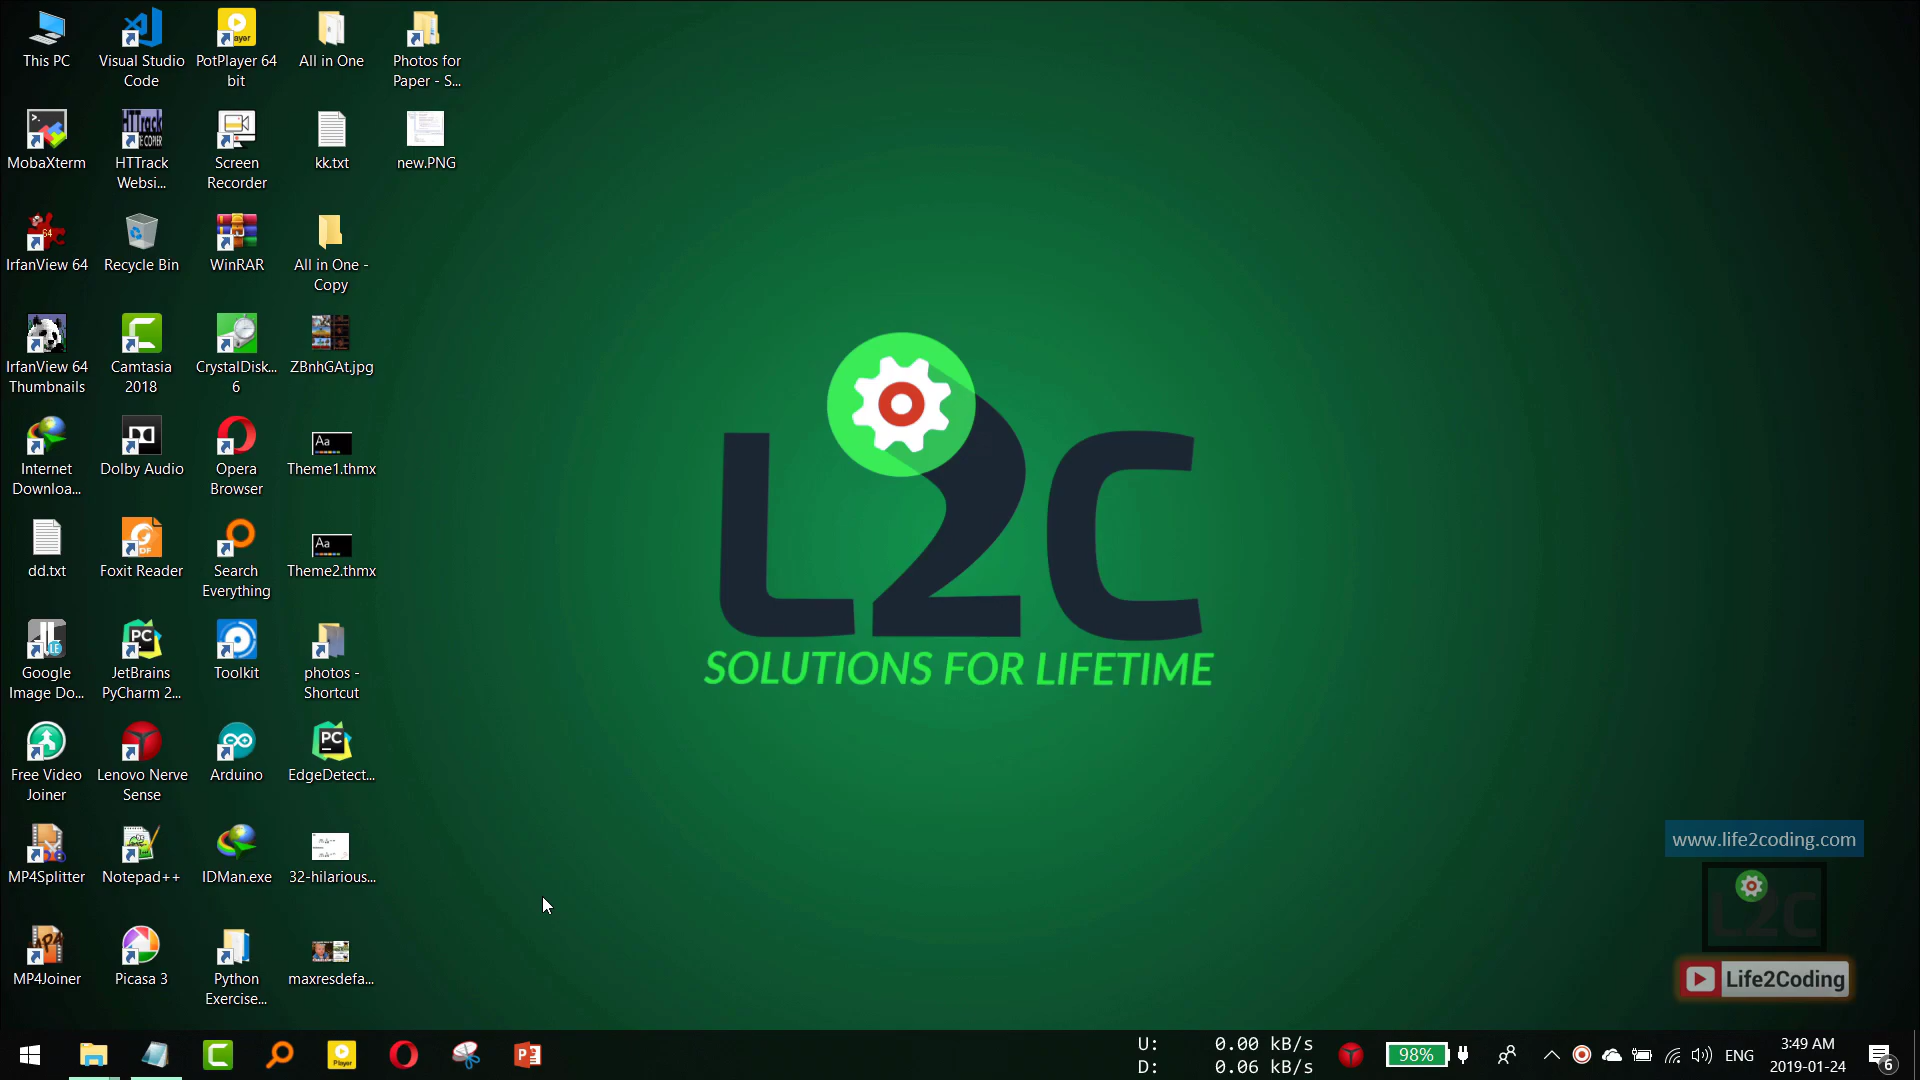 This PC
Visual Studio
Code
PotPlayer 64
bit
All in One
Photos for
Paper - S...
MobaXterm
HTTrack
Websi...
Screen
Recorder
kk.txt
new.PNG
IrfanView 64
Recycle Bin
WinRAR
All in One -
Copy
IrfanView 64
Thumbnails
Camtasia
2018
CrystalDisk...
6
ZBnhGAt.jpg
Internet
Downloa...
Dolby Audio
Opera
Browser
Aa
Theme1.thmx
dd.txt
Foxit Reader
Search
Everything
Aa
Theme2.thmx
Google
Image Do...
JetBrains
PyCharm 2...
Toolkit
photos -
Shortcut
Free Video
Joiner
Lenovo Nerve
Sense
Arduino
EdgeDetect...
MP4Splitter
Notepad++
IDMan.exe
32-hilarious...
MP4Joiner
Picasa 3
Python
Exercise...
maxresdefa...
L2C
SOLUTIONS FOR LIFETIME
www.life2coding.com
L2C
Life2Coding
U: 0.00 kB/s
D: 0.06 kB/s
98%
ENG
3:49 AM
2019-01-24
6